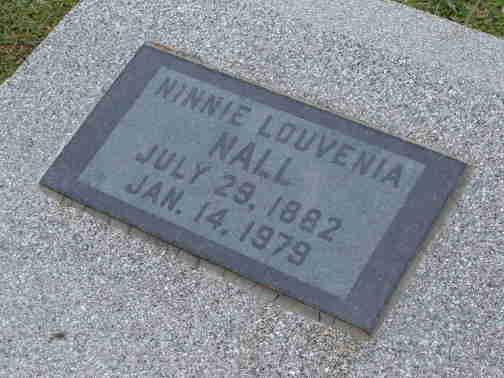 NINNIE LOUVENIA
NALL
JULY 29, 1882
JAN. 14, 1979